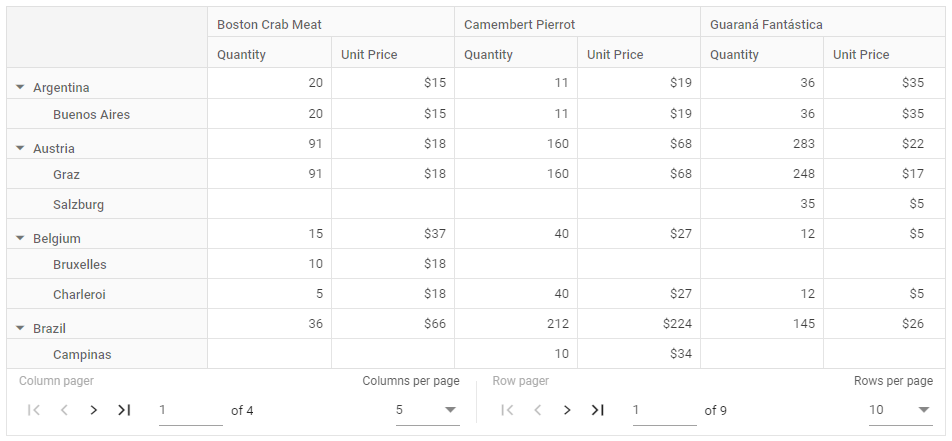 Boston Crab Meat Camembert Pierrot Guaraná Fantástica
Quantity Unit Price Quantity Unit Price Quantity Unit Price
Argentina 20 $15 11 $19 36 $35
Buenos Aires 20 $15 11 $19 36 $35
Austria 91 $18 160 $68 283 $22
Graz 91 $18 160 $68 248 $17
Salzburg 35 $5
Belgium 15 $37 40 $27 12 $5
Bruxelles 10 $18
Charleroi 5 $18 40 $27 12 $5
Brazil 36 $66 212 $224 145 $26
Campinas 10 $34
Column pager Columns per page Row pager Rows per page
1 of 4 5 1 of 9 10